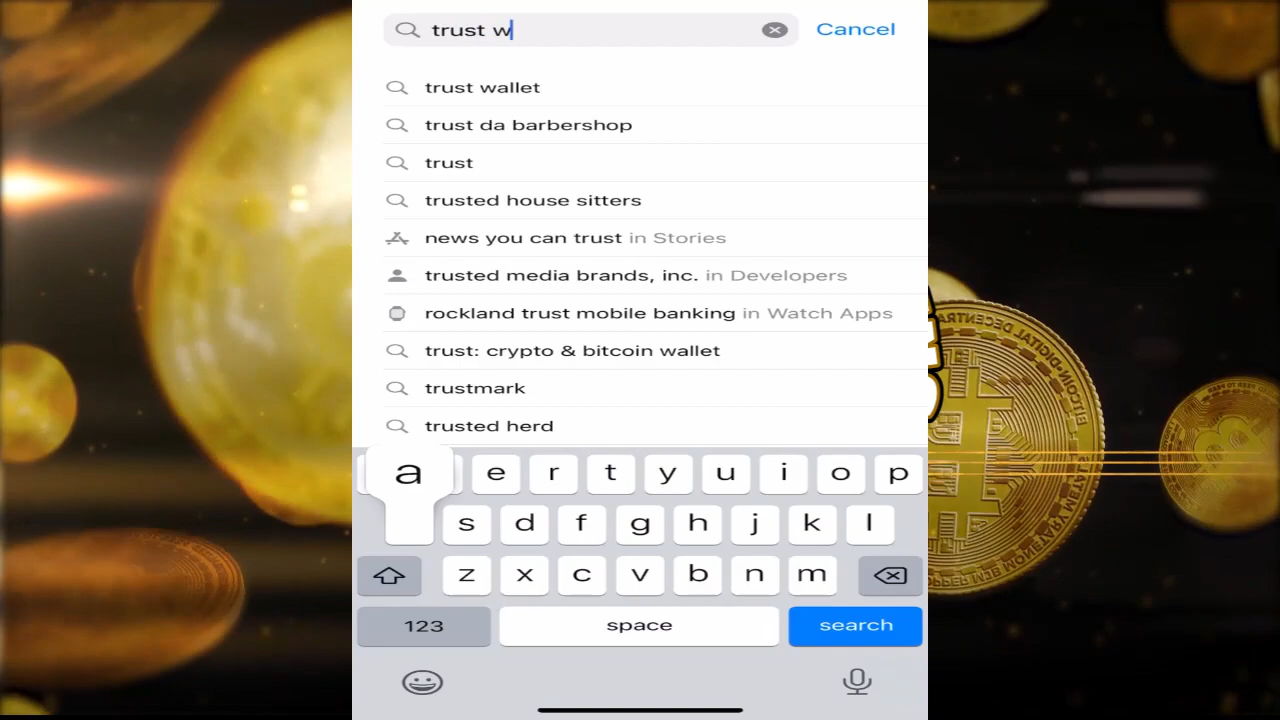 trust w
Cancel
trust wallet
trust da barbershop
trust
trusted house sitters
news you can trust in Stories
trusted media brands, inc. in Developers
rockland trust mobile banking in Watch Apps
trust: crypto & bitcoin wallet
trustmark
trusted herd
a e r t y u i o p
s d f g h j k l
z x c v b n m
123 space search